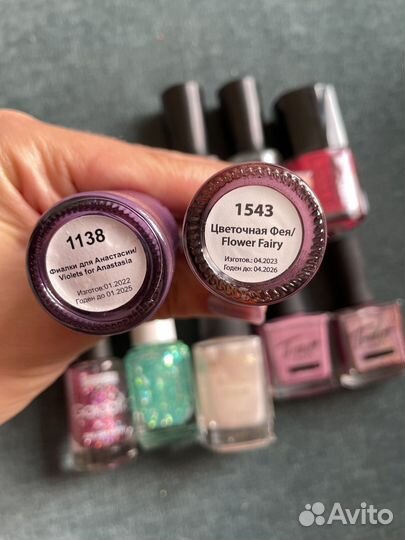 1138
Фиалки для Анастасии/
Violets for Anastasia
Изготов:01.2022
Годен до 01.2025
1543
Цветочная Фея/
Flower Fairy
Изготов.: 04.2023
Годен до: 04.2026
Avito